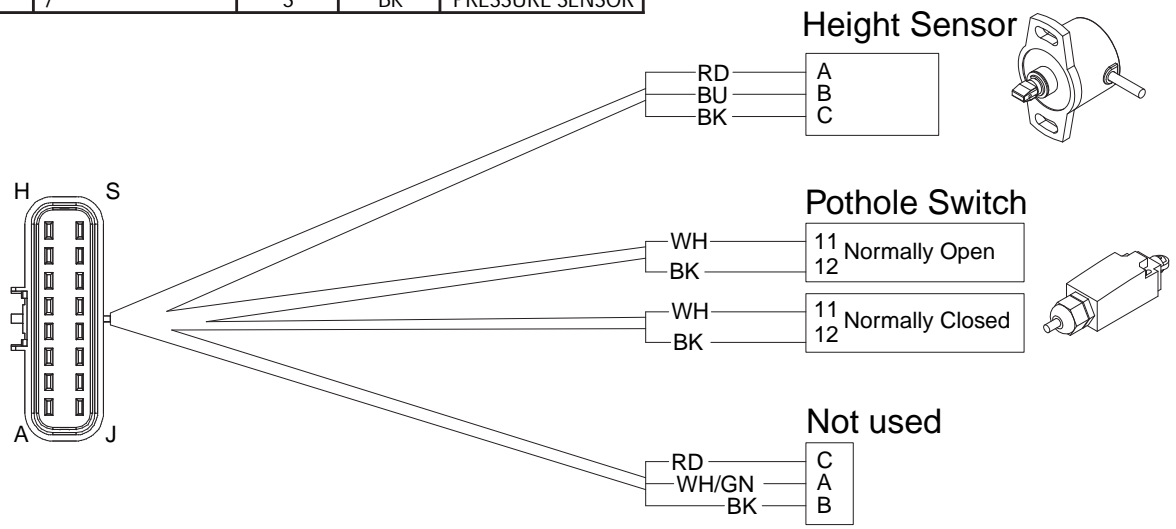 7 S BK PRESSURE SENSOR
Height Sensor
RD A
BU B
BK C
H S
Pothole Switch
WH 11 Normally Open
BK 12
WH 11 Normally Closed
BK 12
A J
Not used
RD C
WH/GN A
BK B